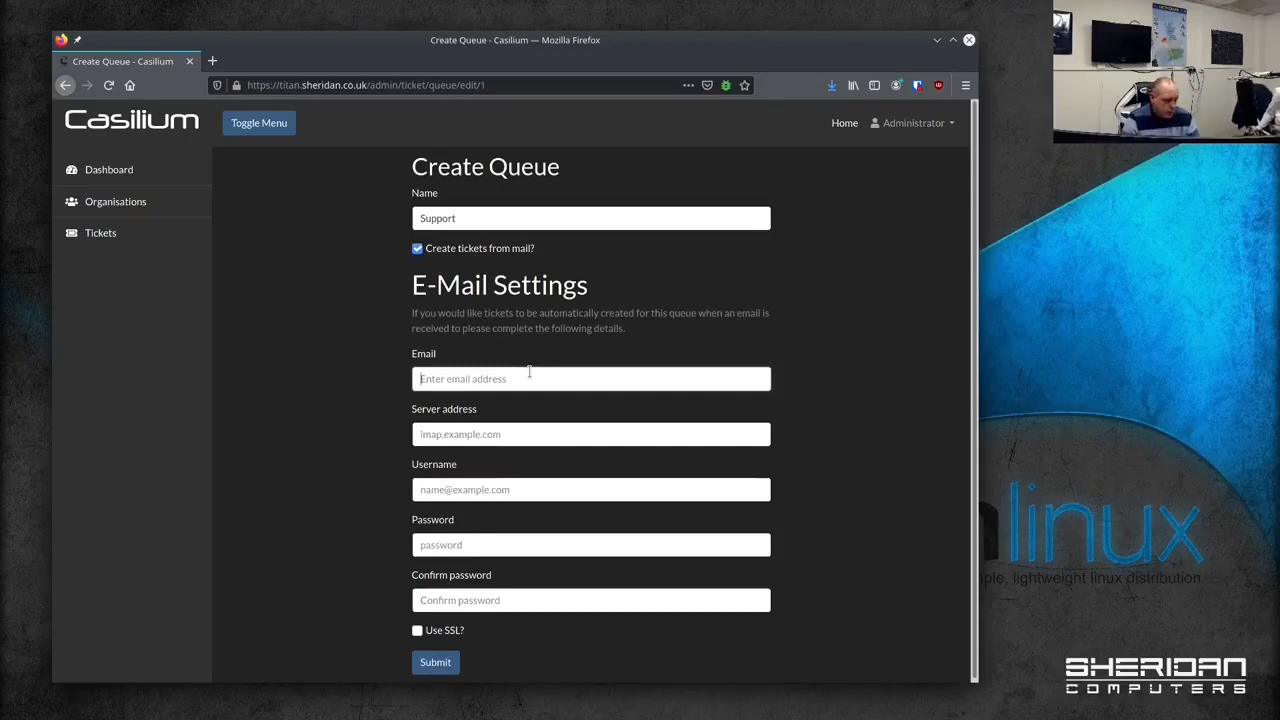 Create Queue - Casilium — Mozilla Firefox
Create Queue - Casilium
https://titan.sheridan.co.uk/admin/ticket/queue/edit/1
Casilium
Toggle Menu
Home
Administrator
Dashboard
Organisations
Tickets
Create Queue
Name
Support
Create tickets from mail?
E-Mail Settings
If you would like tickets to be automatically created for this queue when an email is
received to please complete the following details.
Email
Enter email address
Server address
imap.example.com
Username
name@example.com
Password
password
Confirm password
Confirm password
Use SSL?
Submit
linux
lightweight linux distribution.
SHERIDAN
COMPUTERS